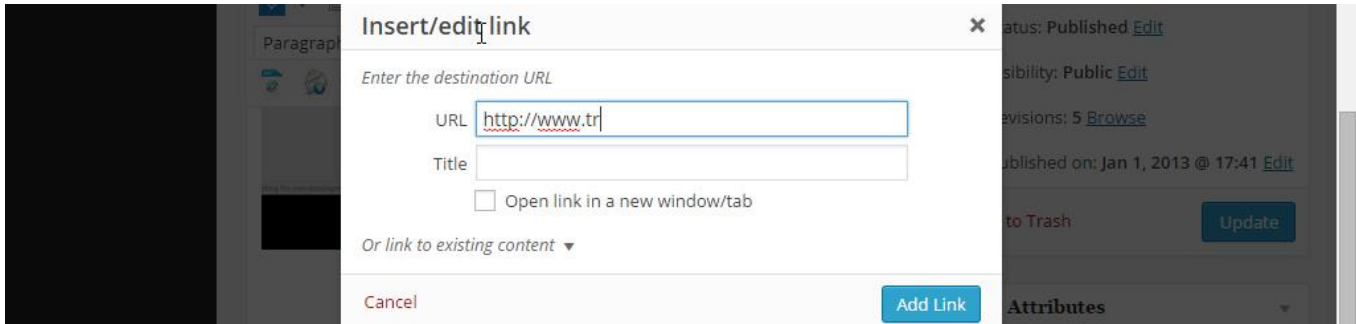 Insert/edit link
Paragraph
atus: Published Edit
Enter the destination URL
sibility: Public Edit
URL http://www.tr
evisions: 5 Browse
Title
ublished on: Jan 1, 2013 @ 17:41 Edit
Open link in a new window/tab
to Trash
Update
Or link to existing content
Cancel
Add Link
Attributes